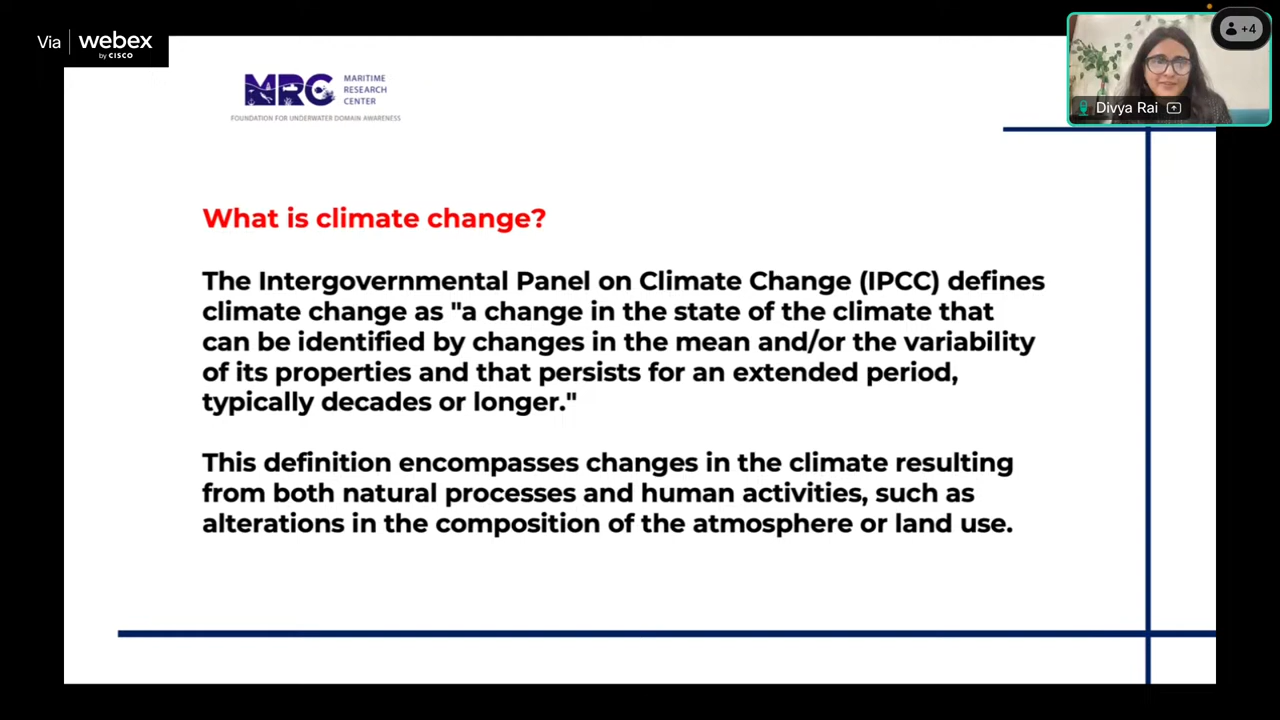 Via webex
by CISCO
+4
Divya Rai
MRC MARITIME
RESEARCH
CENTER
FOUNDATION FOR UNDERWATER DOMAIN AWARENESS
What is climate change?
The Intergovernmental Panel on Climate Change (IPCC) defines
climate change as "a change in the state of the climate that
can be identified by changes in the mean and/or the variability
of its properties and that persists for an extended period,
typically decades or longer."
This definition encompasses changes in the climate resulting
from both natural processes and human activities, such as
alterations in the composition of the atmosphere or land use.